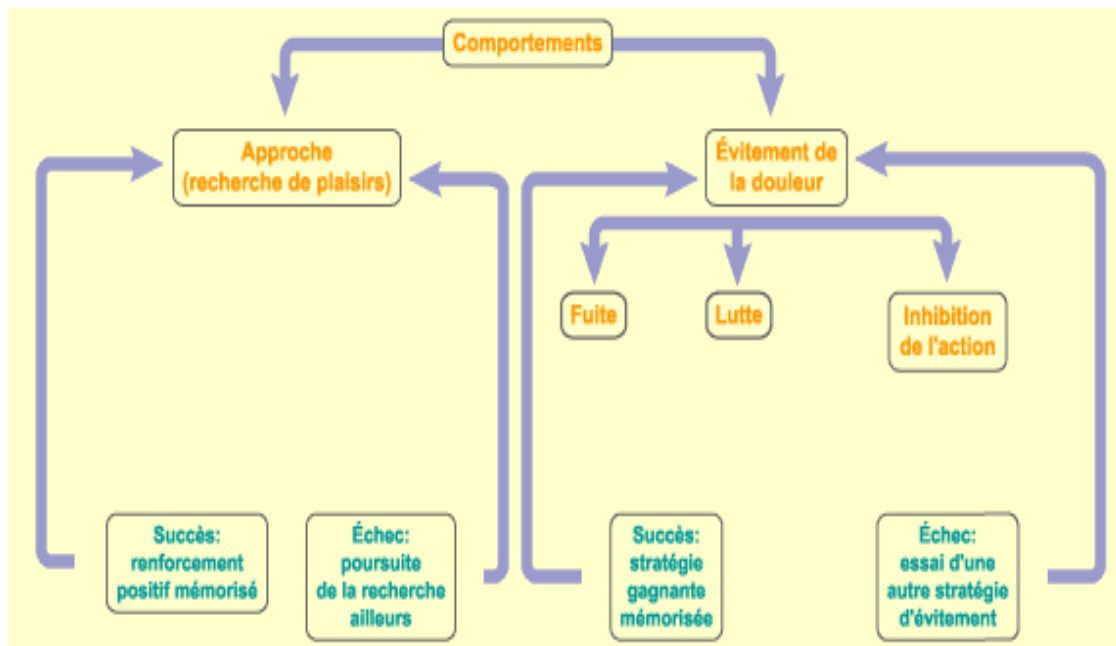 Comportements
Approche
(recherche de plaisirs)
Évitement de
la douleur
Fuite
Lutte
Inhibition
de l'action
Succès:
renforcement
positif mémorisé
Échec:
poursuite
de la recherche
ailleurs
Succès:
stratégie
gagnante
mémorisée
Échec:
essai d'une
autre stratégie
d'évitement